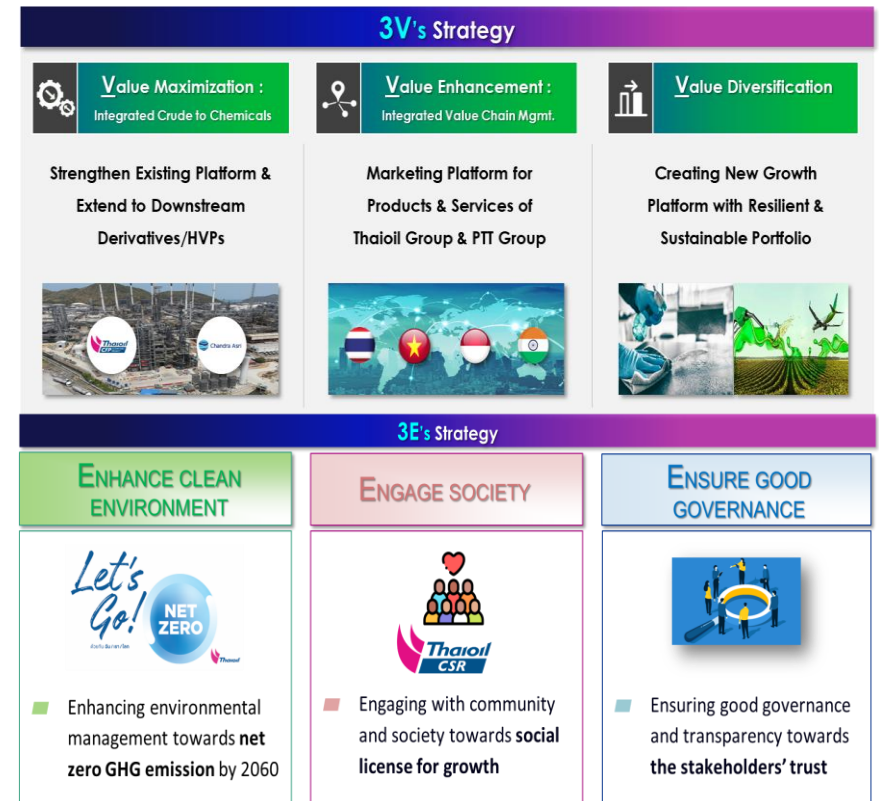 3V's Strategy
Value Maximization :
Integrated Crude to Chemicals
Value Enhancement :
Integrated Value Chain Mgmt.
Value Diversification
Strengthen Existing Platform &
Extend to Downstream
Derivatives/HVPs
Marketing Platform for
Products & Services of
Thaioil Group & PTT Group
Creating New Growth
Platform with Resilient &
Sustainable Portfolio
Thaioil
CSR
Chandra Asri
3E's Strategy
ENHANCE CLEAN
ENVIRONMENT
ENGAGE SOCIETY
ENSURE GOOD
GOVERNANCE
Let's
Go!
NET
ZERO
Thaioil
Thaioil
CSR
Enhancing environmental
management towards net
zero GHG emission by 2060
Engaging with community
and society towards social
license for growth
Ensuring good governance
and transparency towards
the stakeholders' trust